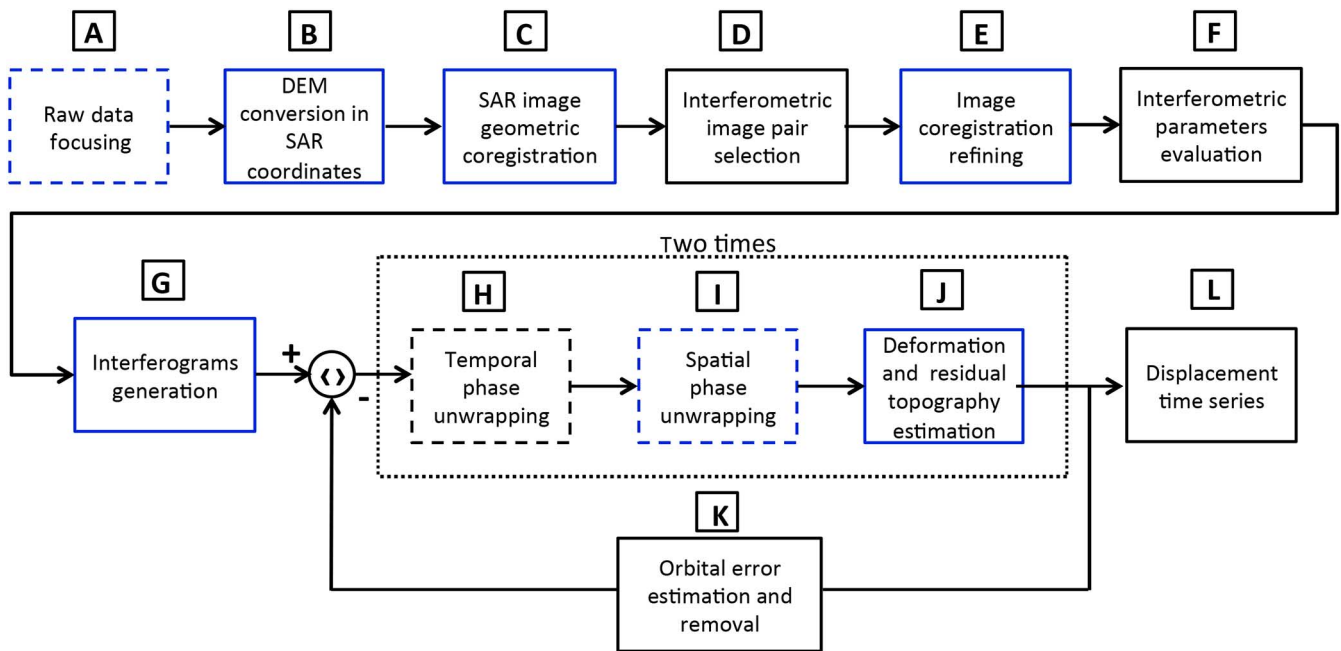 A
B
C
D
E
F
Raw data
focusing
DEM
conversion in
SAR
coordinates
SAR image
geometric
coregistration
Interferometric
image pair
selection
Image
coregistration
refining
Interferometric
parameters
evaluation
Two times
G
H
I
J
L
Interferograms
generation
+
‹ ›
-
Temporal
phase
unwrapping
Spatial
phase
unwrapping
Deformation
and residual
topography
estimation
Displacement
time series
K
Orbital error
estimation and
removal